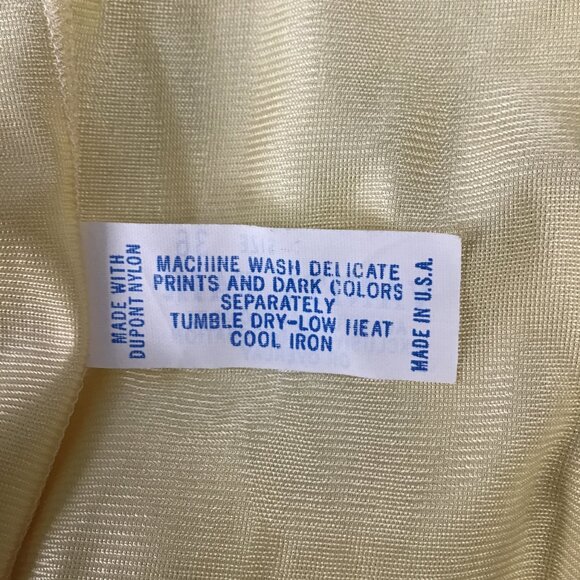 MADE WITH
DUPONT NYLON
MACHINE WASH DELICATE
PRINTS AND DARK COLORS
SEPARATELY
TUMBLE DRY-LOW HEAT
COOL IRON
MADE IN U.S.A.